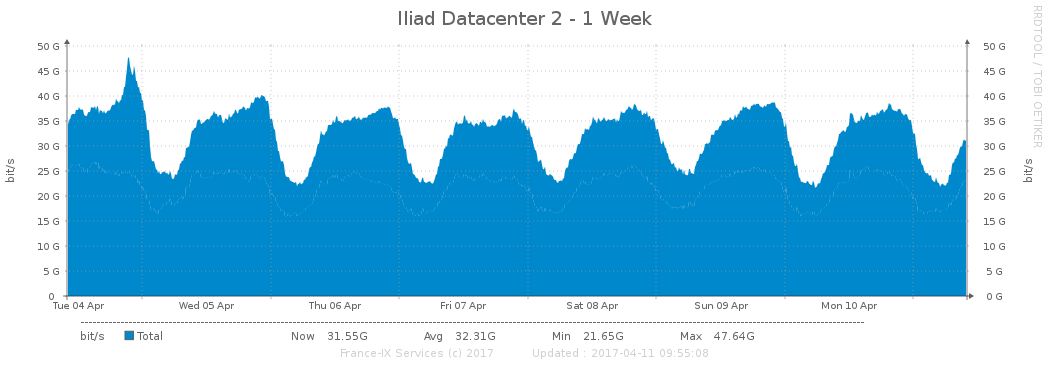 Iliad Datacenter 2 - 1 Week
RRDTOOL / TOBI OETIKER
50 G 50 G
45 G 45 G
40 G 40 G
35 G 35 G
30 G 30 G
25 G 25 G
20 G 20 G
15 G 15 G
10 G 10 G
5 G 5 G
0 0 G
bit/s bit/s
Tue 04 Apr Wed 05 Apr Thu 06 Apr Fri 07 Apr Sat 08 Apr Sun 09 Apr Mon 10 Apr
bit/s Total Now 31.55G Avg 32.31G Min 21.65G Max 47.64G
France-IX Services (c) 2017 Updated : 2017-04-11 09:55:08